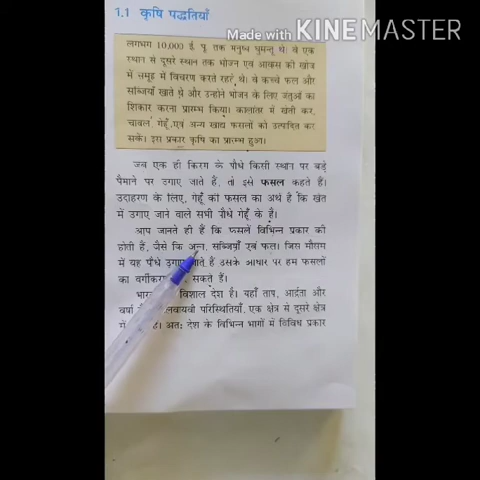 Made with KINEMASTER
1.1 कृषि पद्धतियाँ
लगभग 10,000 ई. पू. तक मनुष्य घुमन्तू थे। वे एक
स्थान से दूसरे स्थान तक भोजन एवं आवास की खोज
में समूह में विचरण करते रहते थे। वे कच्चे फल और
सब्जियाँ खाते थे और उन्होंने भोजन के लिए जंतुओं का
शिकार करना प्रारम्भ किया। कालांतर में खेती कर,
चावल, गेहूँ एवं अन्य खाद्य फसलों को उत्पादित कर
सके। इस प्रकार कृषि का प्रारम्भ हुआ।
जब एक ही किस्म के पौधे किसी स्थान पर बड़े
पैमाने पर उगाए जाते हैं, तो इसे फसल कहते हैं।
उदाहरण के लिए, गेहूँ की फसल का अर्थ है कि खेत
में उगाए जाने वाले सभी पौधे गेहूँ के हैं।
आप जानते ही हैं कि फसलें विभिन्न प्रकार की
होती हैं, जैसे कि अन्न, सब्जियाँ एवं फल। जिस मौसम
में यह पौधे उगाए जाते हैं उसके आधार पर हम फसलों
का सकते हैं।
विशाल देश है। यहाँ ताप, आर्द्रता और
वर्षा परिस्थितियाँ, एक क्षेत्र से दूसरे क्षेत्र
में अतः देश के विभिन्न भागों में विविध प्रकार